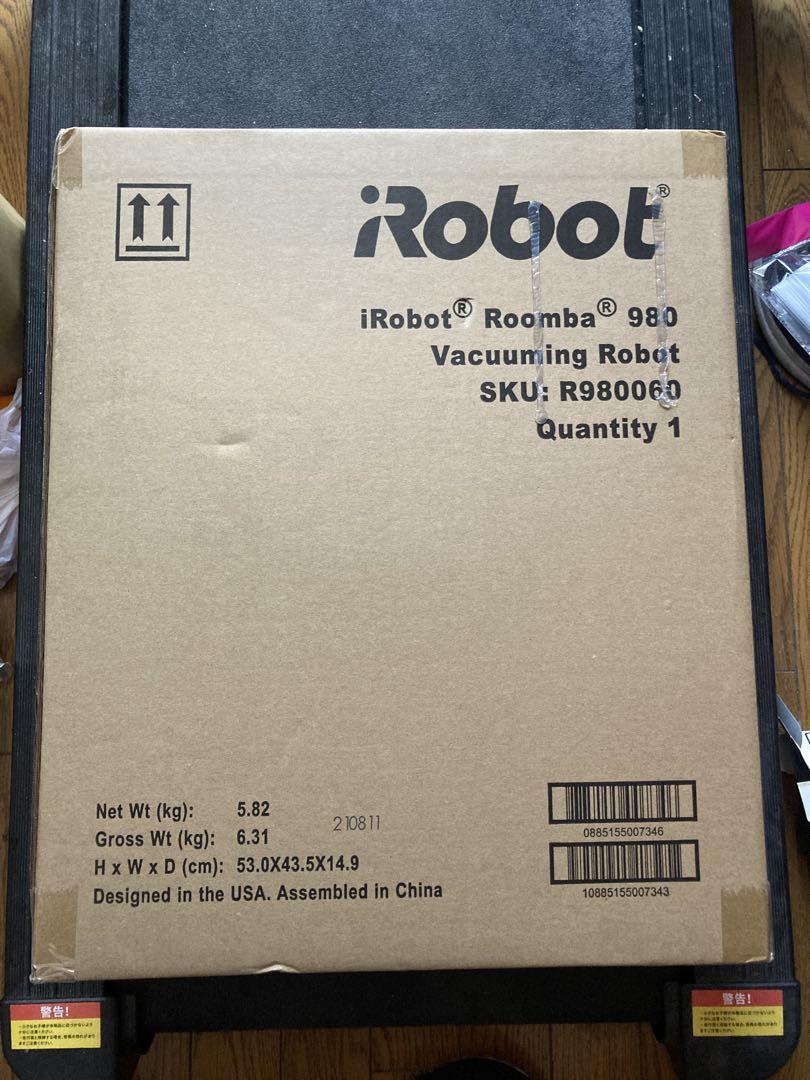 iRobot®
iRobot® Roomba® 980
Vacuuming Robot
SKU: R980060
Quantity 1
Net Wt (kg): 5.82
Gross Wt (kg): 6.31
210811
H x W x D (cm): 53.0X43.5X14.9
Designed in the USA. Assembled in China
0885155007346
10885155007343
警告!
警告!